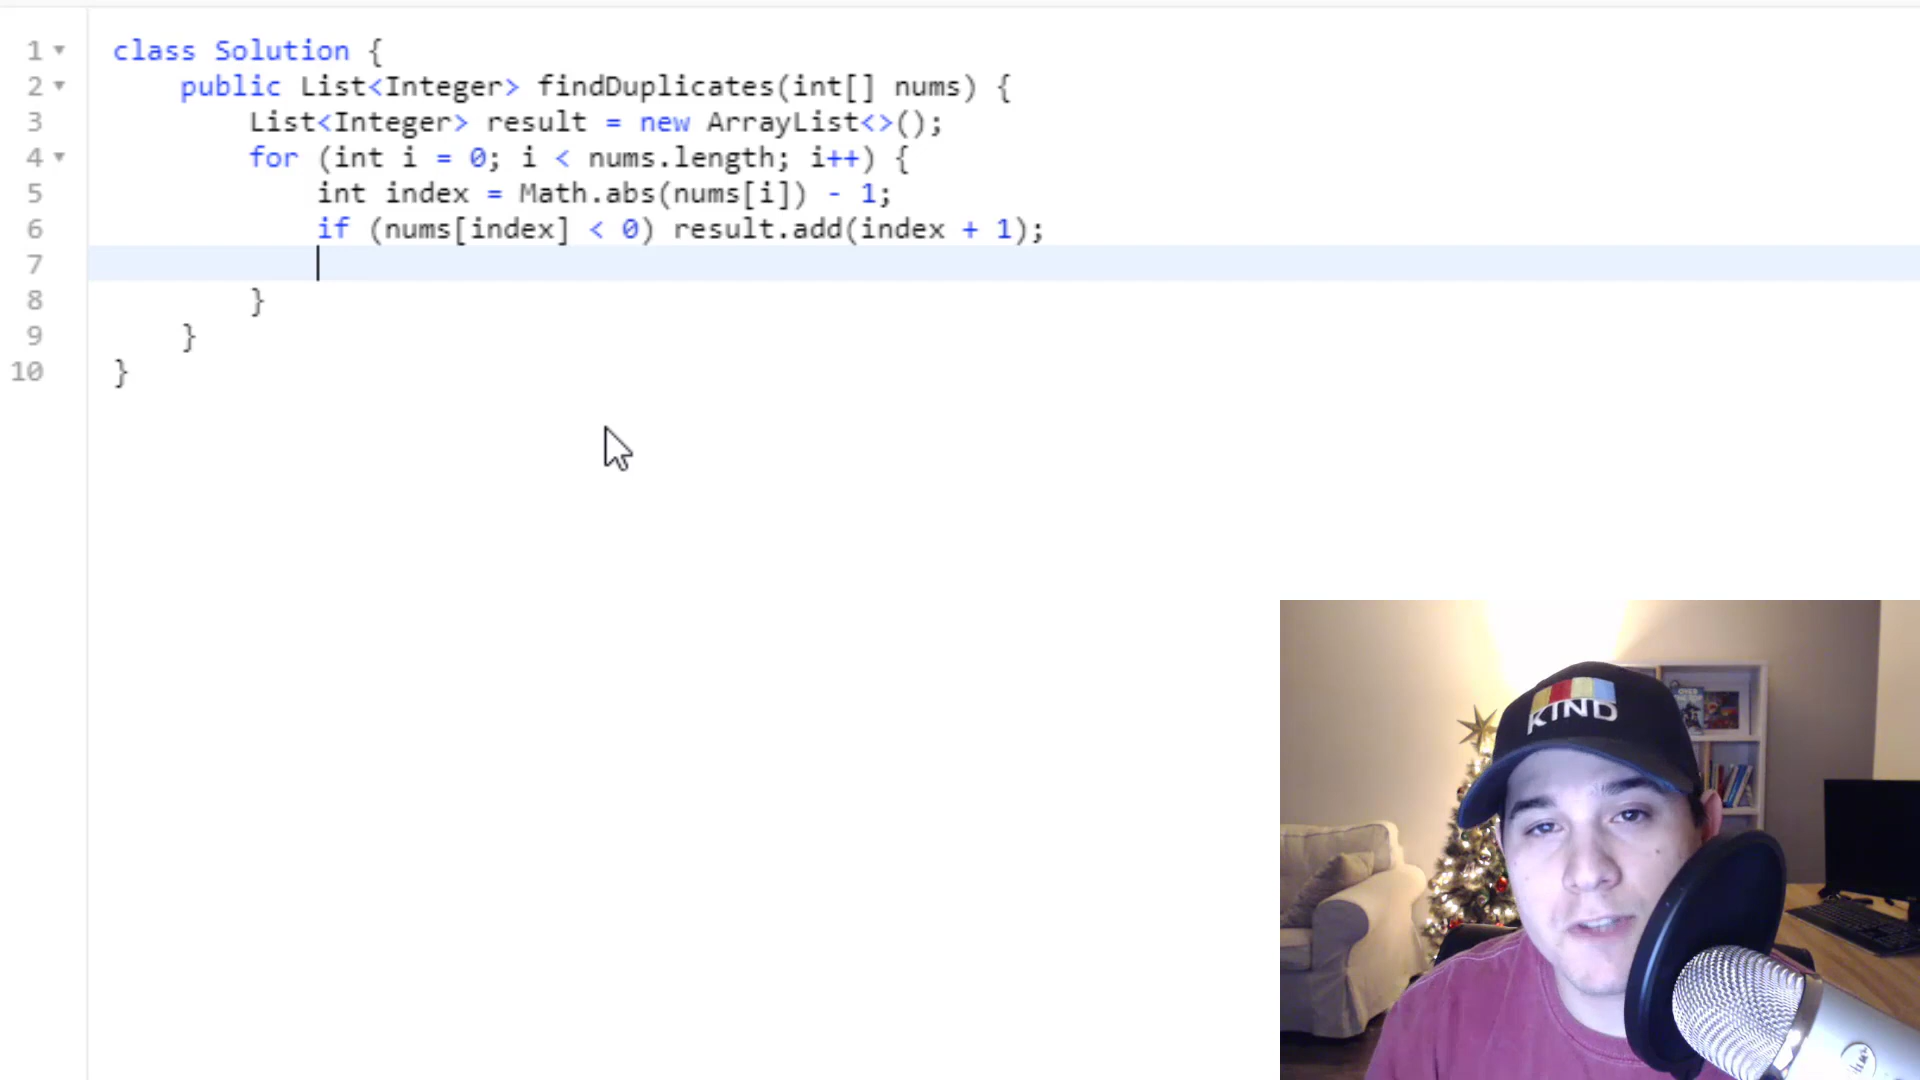 1 class Solution {
2 public List<Integer> findDuplicates(int[] nums) {
3 List<Integer> result = new ArrayList<>();
4 for (int i = 0; i < nums.length; i++) {
5 int index = Math.abs(nums[i]) - 1;
6 if (nums[index] < 0) result.add(index + 1);
7
8 }
9 }
10 }
KIND